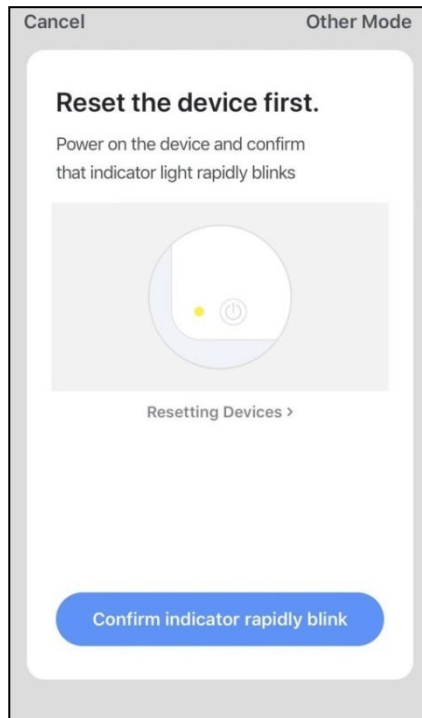 Cancel
Other Mode
Reset the device first.
Power on the device and confirm
that indicator light rapidly blinks
Resetting Devices >
Confirm indicator rapidly blink